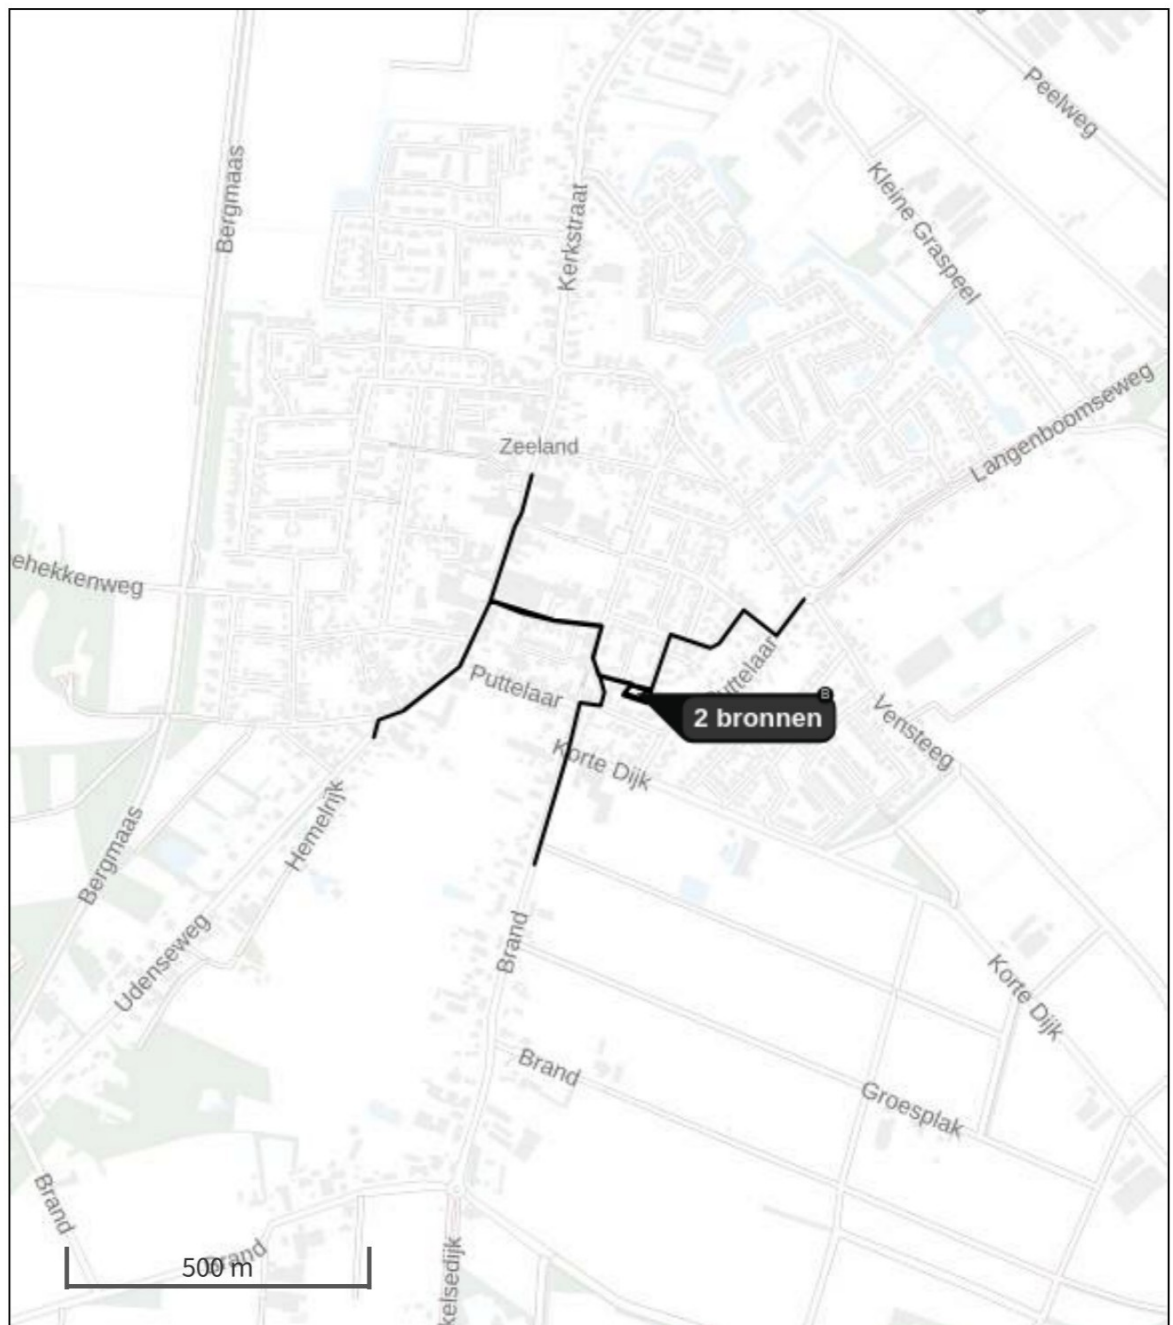 Peelweg
Bergmaas
Kerkstraat
Kleine Graspeel
Langenboomseweg
Zeeland
ehekkenweg
Puttelaar
uttelaar
B
2 bronnen
Vensteeg
Korte Dijk
Hemelrijk
Bergmaas
Udenseweg
Brand
Korte Dijk
Brand
Groesplak
Brand
Brand
kelsedijk
500 m